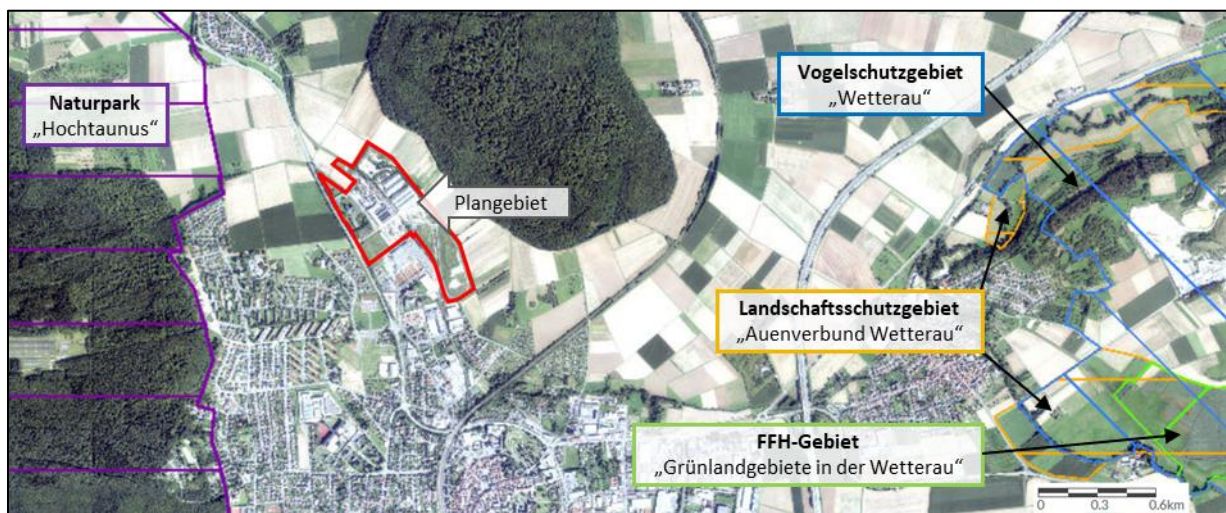 Naturpark
„Hochtaunus“
Plangebiet
Vogelschutzgebiet
„Wetterau“
Landschaftsschutzgebiet
„Auenverbund Wetterau“
FFH-Gebiet
„Grünlandgebiete in der Wetterau“
0 0.3 0.6km